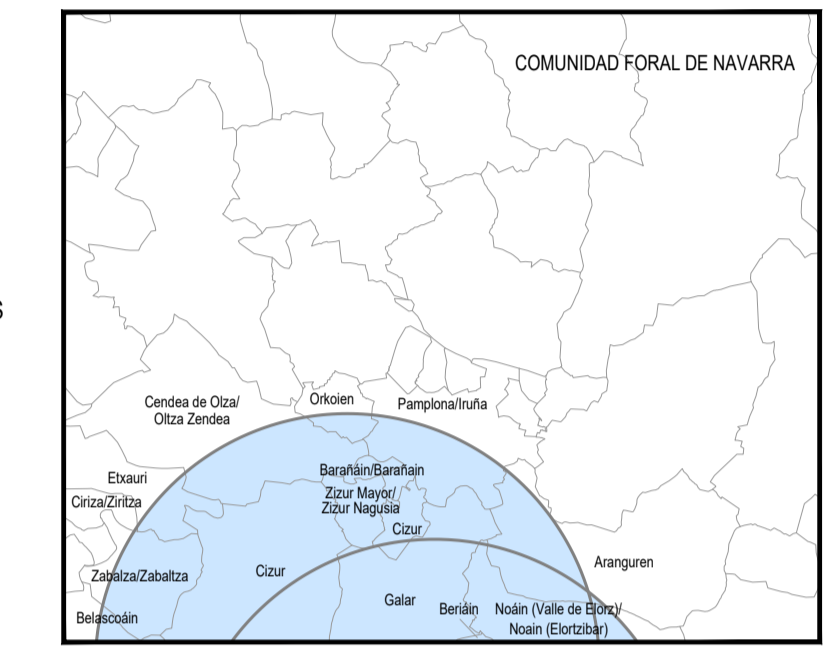 COMUNIDAD FORAL DE NAVARRA
S
Cendea de Olza/
Oltza Zendea
Orkoien
Pamplona/Iruña
Barañáin/Barañain
Etxauri
Zizur Mayor/
Zizur Nagusia
Ciriza/Ziritza
Cizur
Aranguren
Cizur
Zabalza/Zabaltza
Galar
Beriáin
Noáin (Valle de Elorz)/
Noain (Elortzibar)
Belascoáin